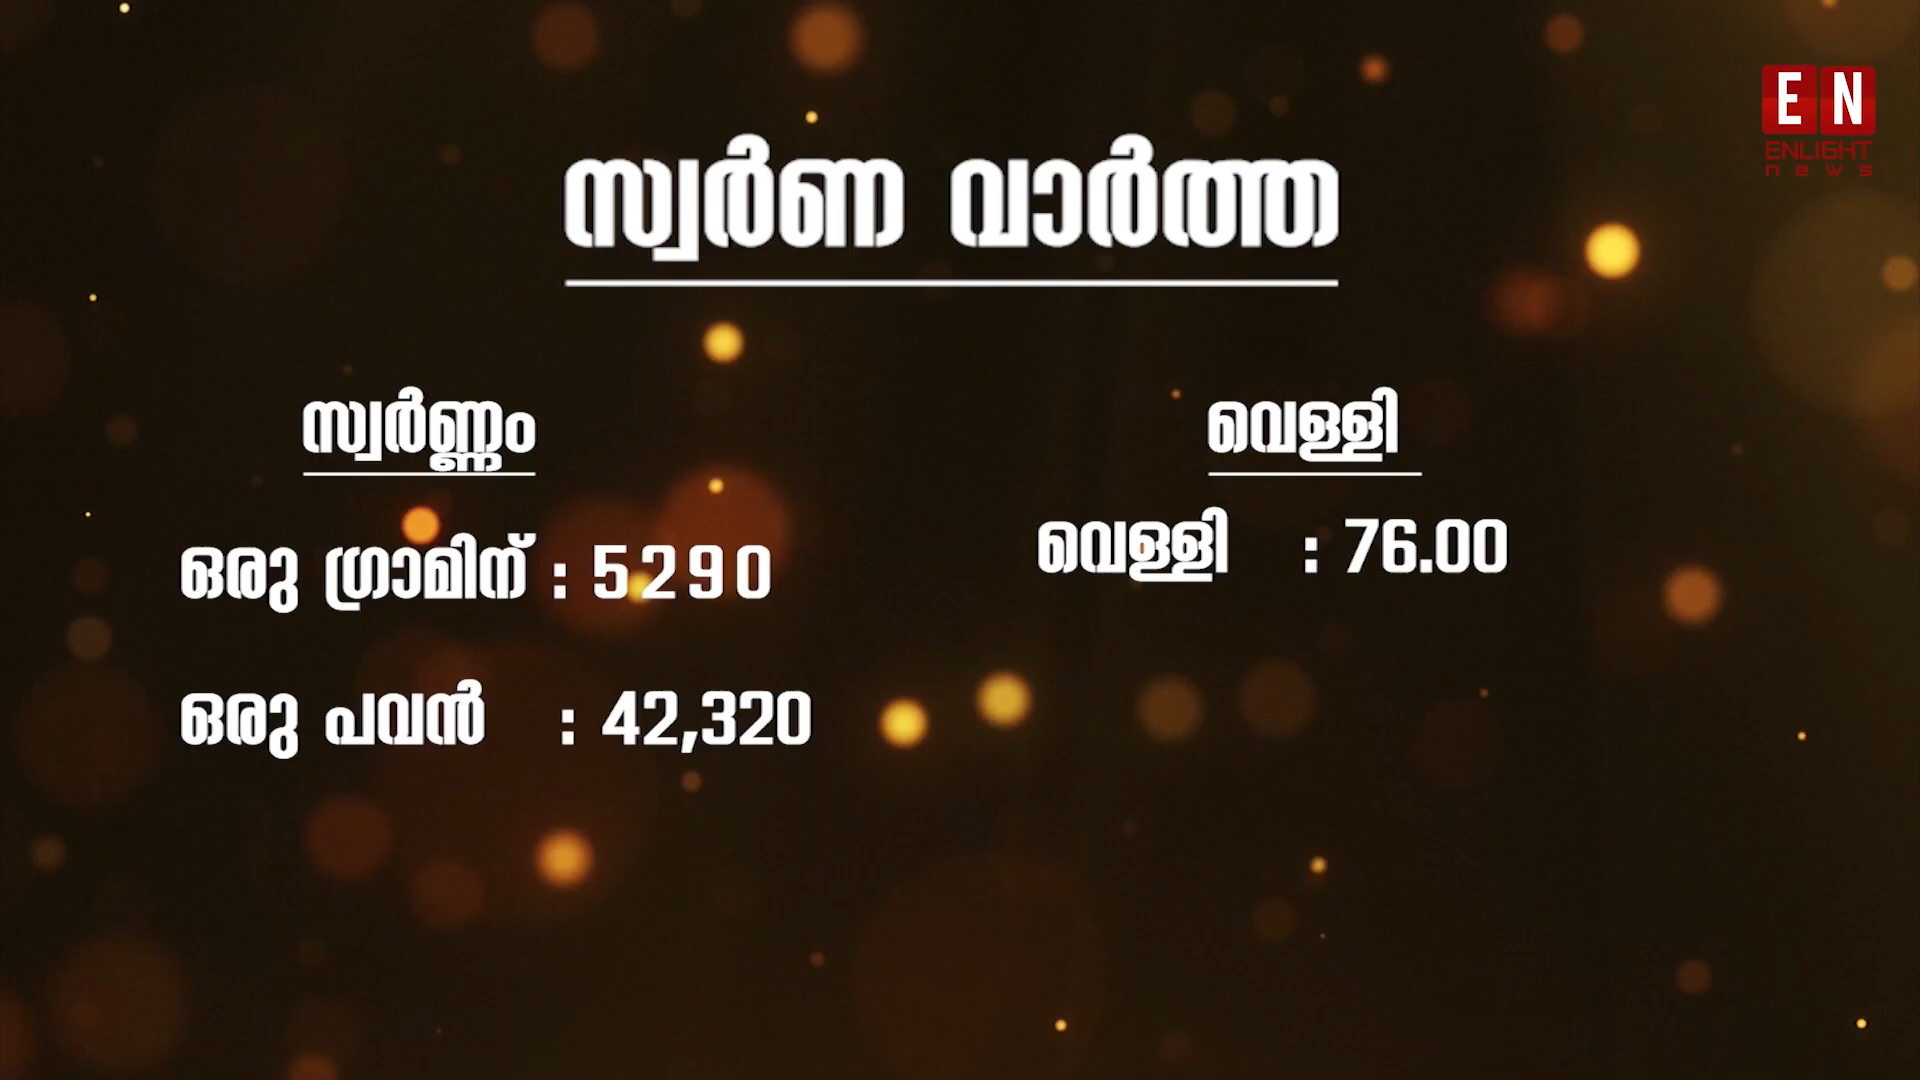 EN
ENLIGHT
news
സ്വർണ വാർത്ത
സ്വർണ്ണം
ഒരു ഗ്രാമിന് : 5290
ഒരു പവൻ : 42,320
വെള്ളി
വെള്ളി : 76.00